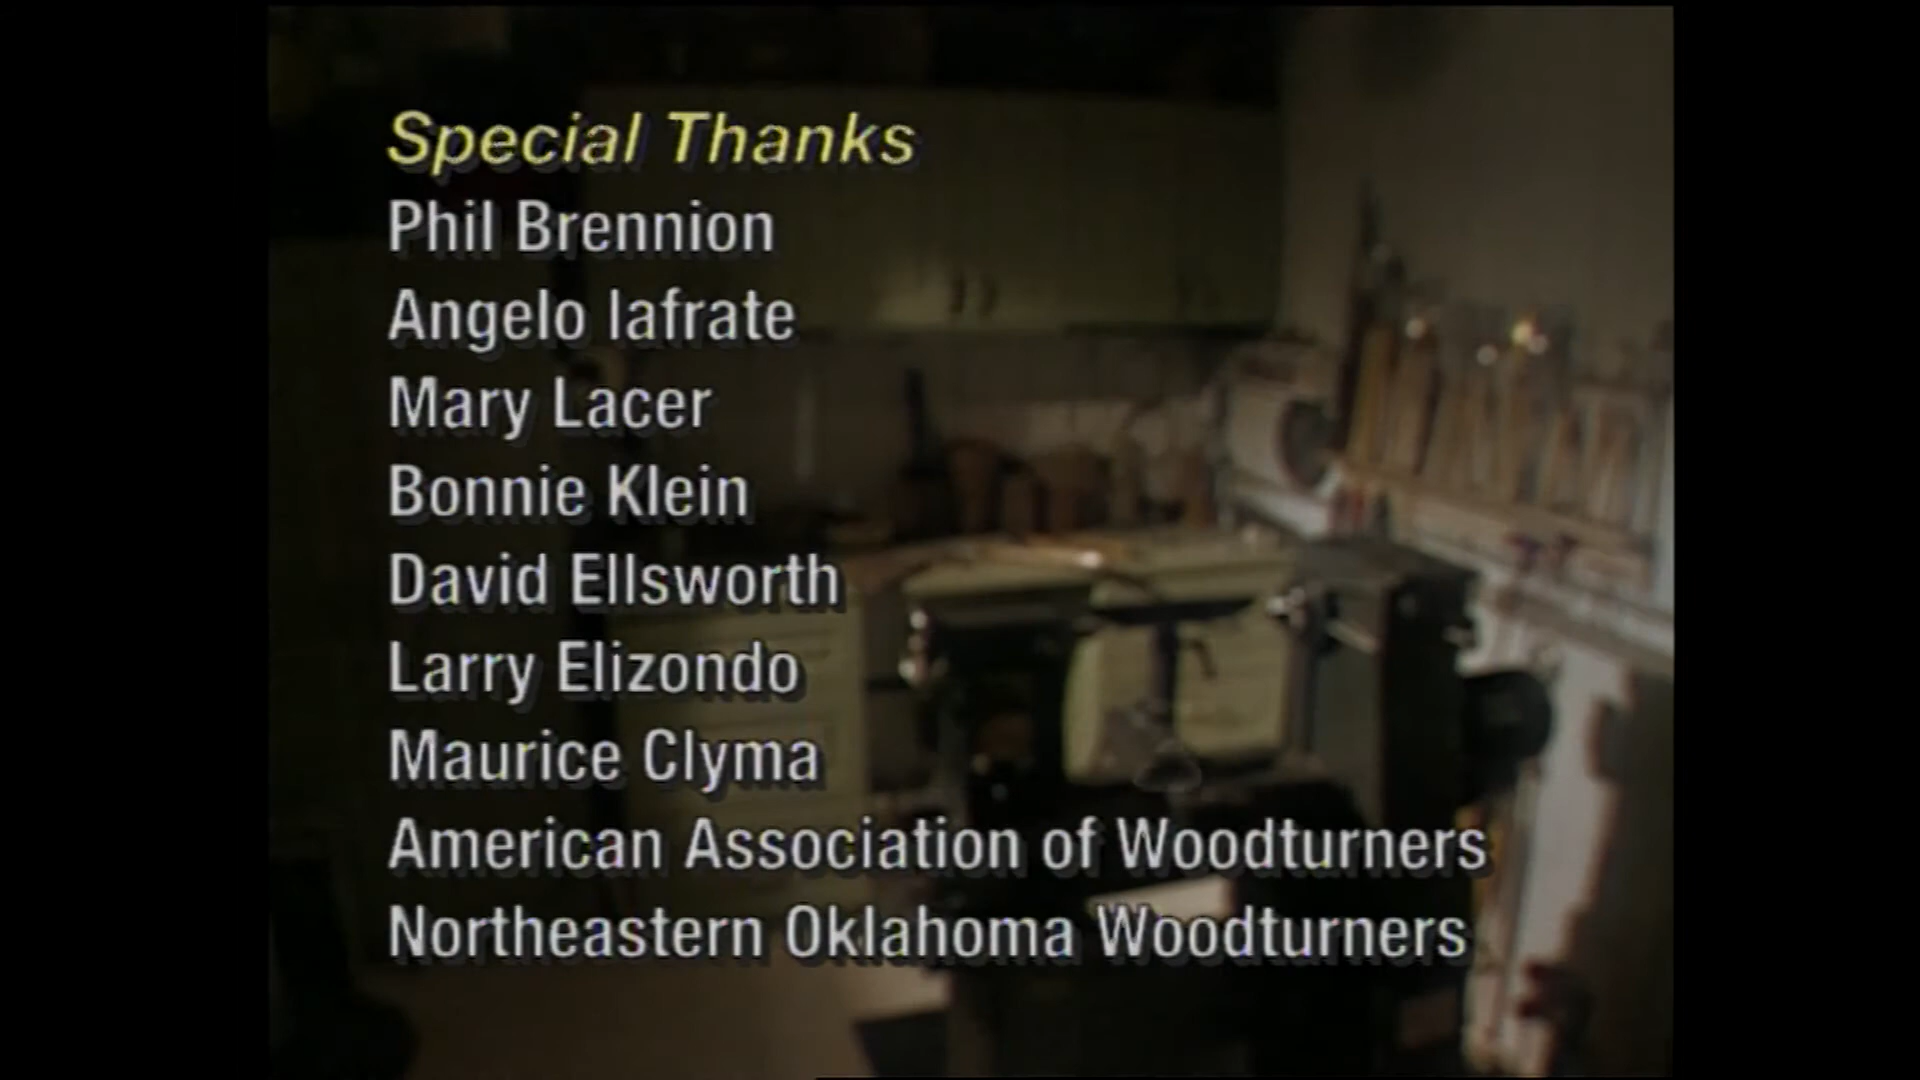 Special Thanks
Phil Brennion
Angelo Iafrate
Mary Lacer
Bonnie Klein
David Ellsworth
Larry Elizondo
Maurice Clyma
American Association of Woodturners
Northeastern Oklahoma Woodturners